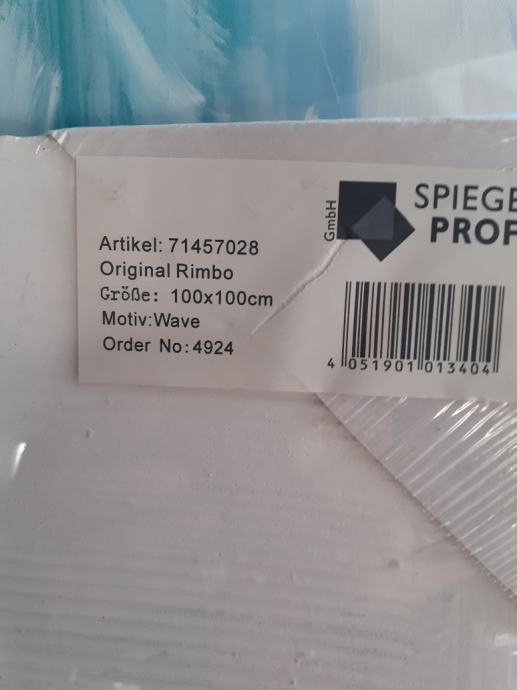 Artikel: 71457028
Original Rimbo
Größe: 100x100cm
Motiv:Wave
Order No:4924
GmbH
SPIEGE
PROF
4 051901 013404